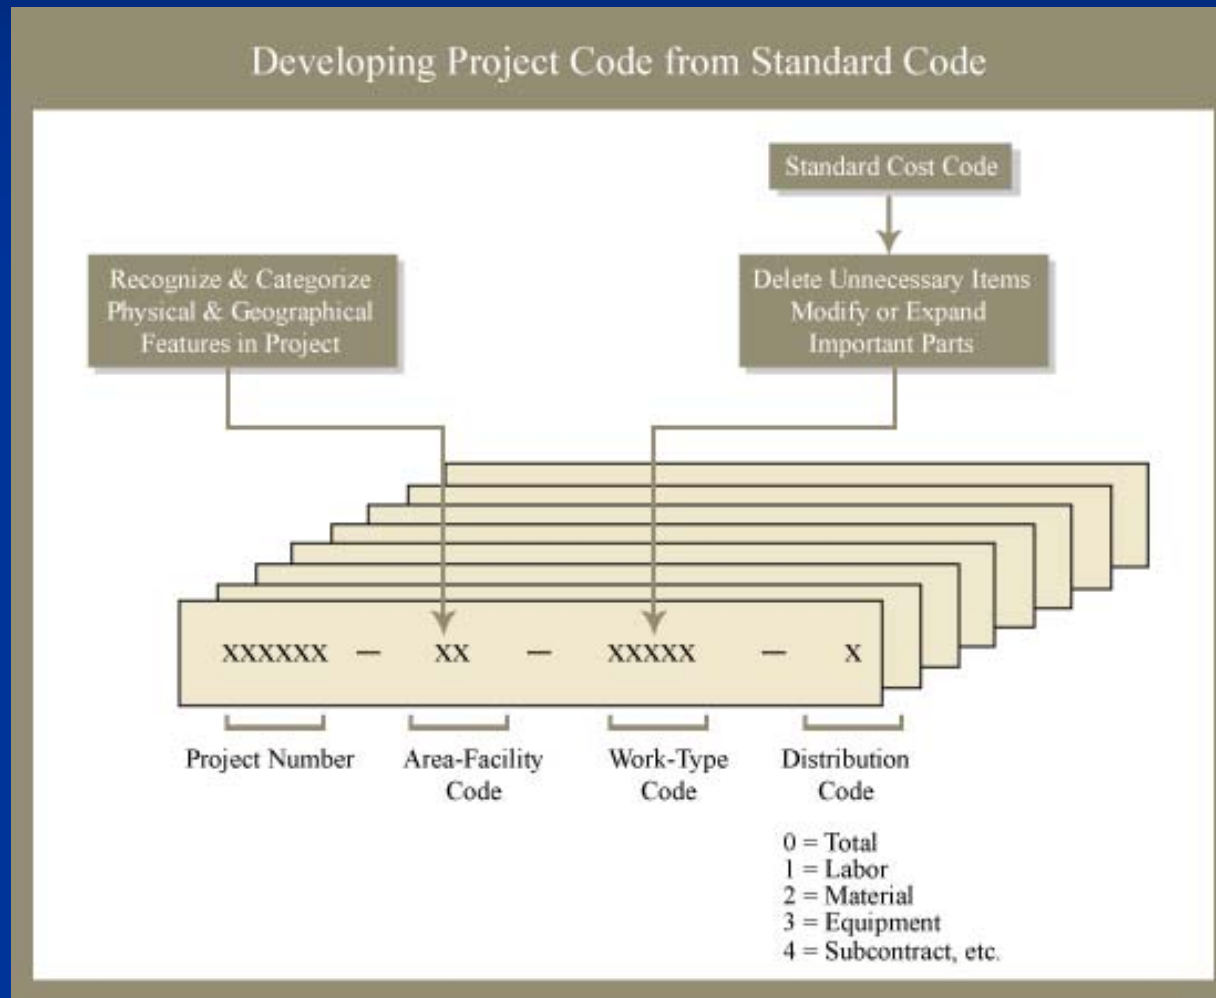 Developing Project Code from Standard Code
Standard Cost Code
Recognize & Categorize
Physical & Geographical
Features in Project
Delete Unnecessary Items
Modify or Expand
Important Parts
xxxxxx – xx – xxxxx – x
Project Number
Area-Facility
Code
Work-Type
Code
Distribution
Code
0 = Total
1 = Labor
2 = Material
3 = Equipment
4 = Subcontract, etc.